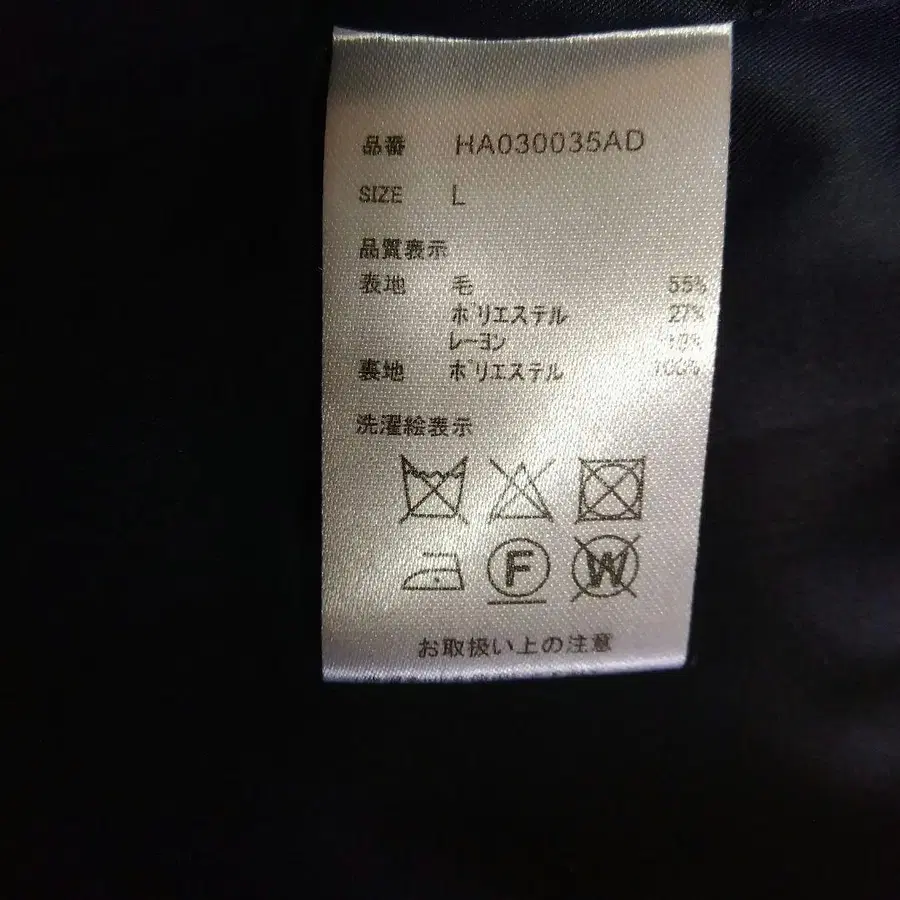 品番 HA030035AD
SIZE L
品質表示
表地 毛 55%
ポリエステル 27%
レーヨン 18%
裏地 ポリエステル 100%
洗濯絵表示
F W
お取扱い上の注意